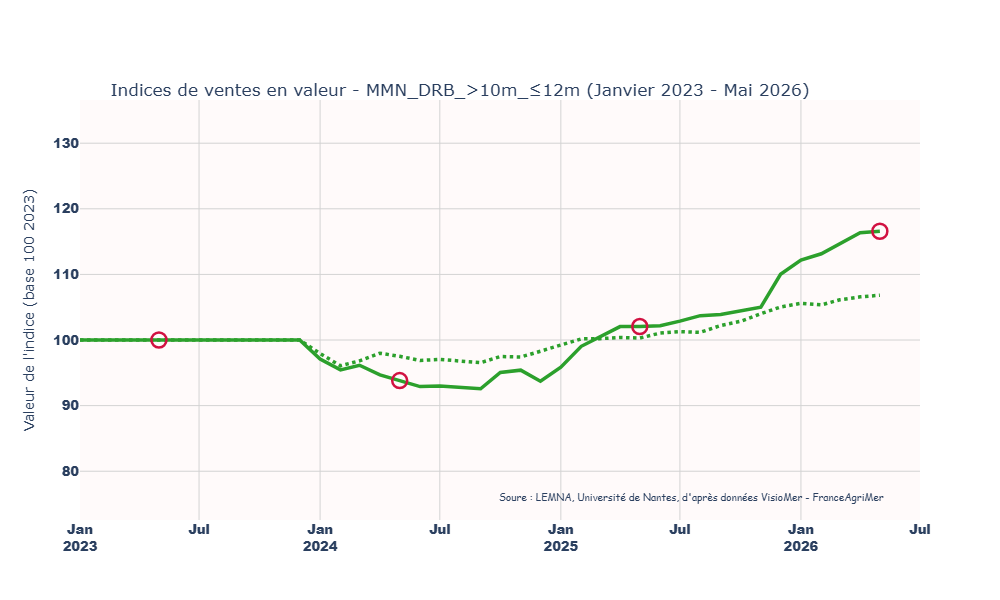 Indices de ventes en valeur - MMN_DRB_>10m_≤12m (Janvier 2023 - Mai 2026)
Valeur de l'indice (base 100 2023)
130
120
110
100
90
80
Soure : LEMNA, Université de Nantes, d'après données VisioMer - FranceAgriMer
Jan Jul Jan Jul Jan Jul Jan Jul
2023 2024 2025 2026